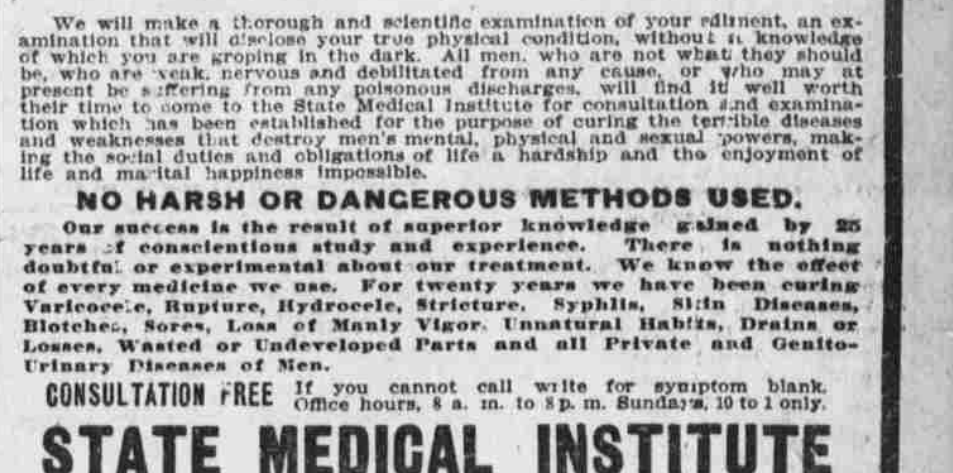 We will make a thorough and scientific examination of your ailment, an ex-
amination that will disclose your true physical condition, without a knowledge
of which you are groping in the dark. All men, who are not what they should
be, who are weak, nervous and debilitated from any cause, or who may at
present be suffering from any poisonous discharges, will find it well worth
their time to come to the State Medical Institute for consultation and examina-
tion which has been established for the purpose of curing the terrible diseases
and weaknesses that destroy men's mental, physical and sexual powers, mak-
ing the social duties and obligations of life a hardship and the enjoyment of
life and marital happiness impossible.
NO HARSH OR DANGEROUS METHODS USED.
Our success is the result of superior knowledge gained by 25
years of conscientious study and experience. There is nothing
doubtful or experimental about our treatment. We know the effect
of every medicine we use. For twenty years we have been curing
Varicocele, Rupture, Hydrocele, Stricture, Syphlis, Skin Diseases,
Blotches, Sores, Loss of Manly Vigor, Unnatural Habits, Drains or
Losses, Wasted or Undeveloped Parts and all Private and Genito-
Urinary Diseases of Men.
CONSULTATION FREE If you cannot call write for symptom blank.
Office hours, 8 a. m. to 8 p. m. Sundays, 10 to 1 only.
STATE MEDICAL INSTITUTE